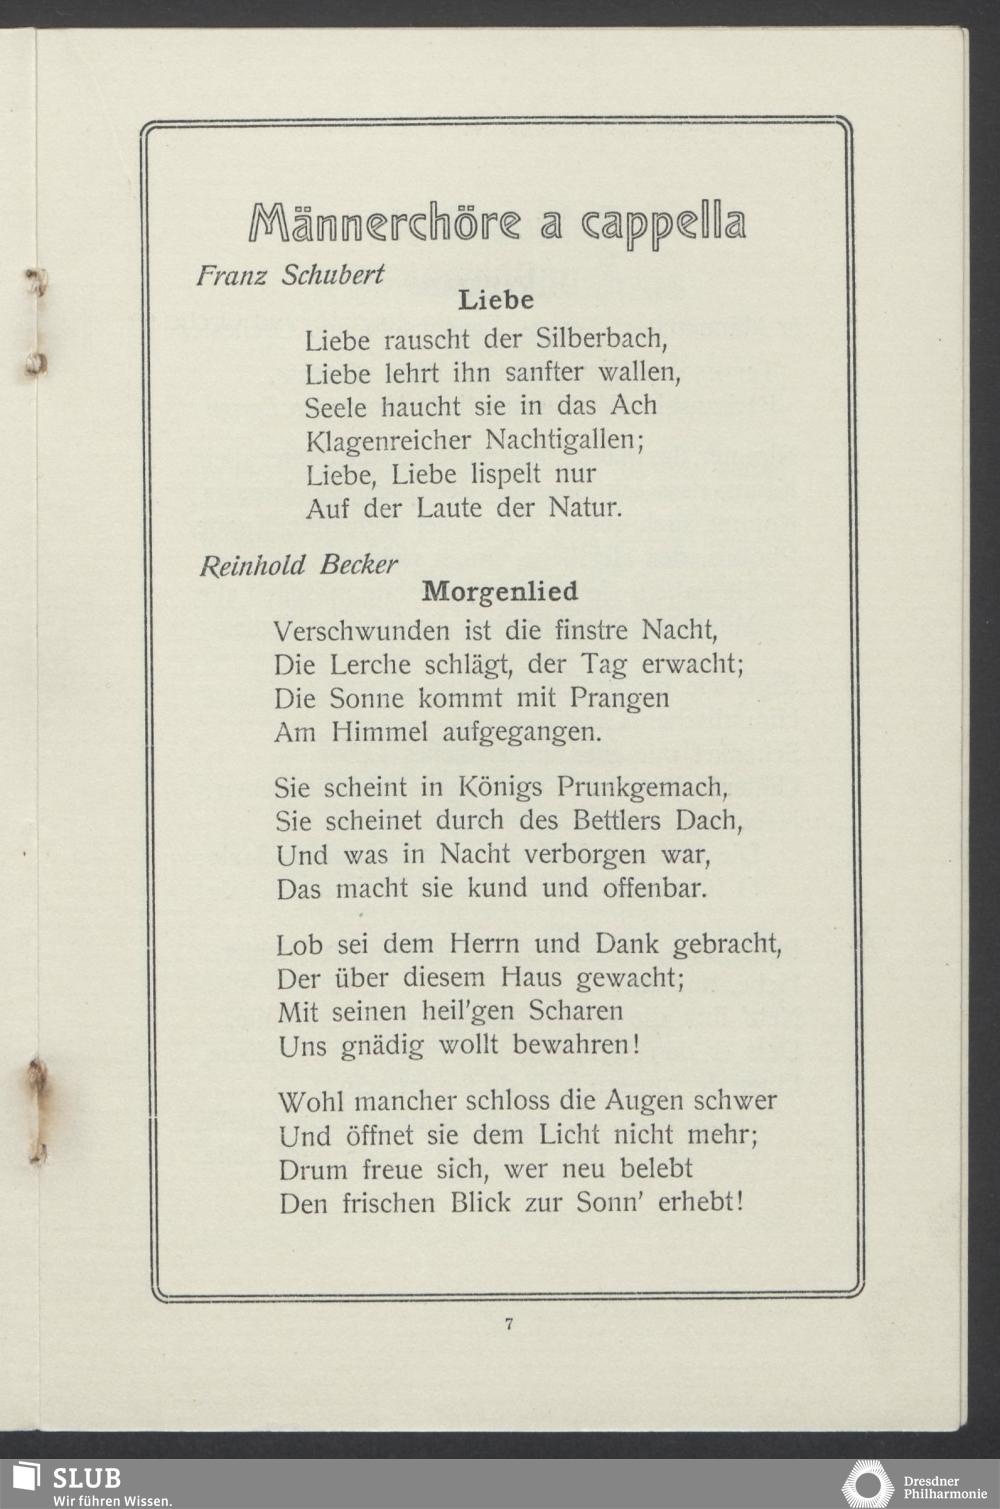 Männerchöre a cappella
Franz Schubert
Liebe
Liebe rauscht der Silberbach,
Liebe lehrt ihn sanfter wallen,
Seele haucht sie in das Ach
Klagenreicher Nachtigallen;
Liebe, Liebe lispelt nur
Auf der Laute der Natur.
Reinhold Becker
Morgenlied
Verschwunden ist die finstre Nacht,
Die Lerche schlägt, der Tag erwacht;
Die Sonne kommt mit Prangen
Am Himmel aufgegangen.
Sie scheint in Königs Prunkgemach,
Sie scheinet durch des Bettlers Dach,
Und was in Nacht verborgen war,
Das macht sie kund und offenbar.
Lob sei dem Herrn und Dank gebracht,
Der über diesem Haus gewacht;
Mit seinen heil'gen Scharen
Uns gnädig wollt bewahren!
Wohl mancher schloss die Augen schwer
Und öffnet sie dem Licht nicht mehr;
Drum freue sich, wer neu belebt
Den frischen Blick zur Sonn' erhebt!
7
SLUB
Wir führen Wissen.
Dresdner
Philharmonie